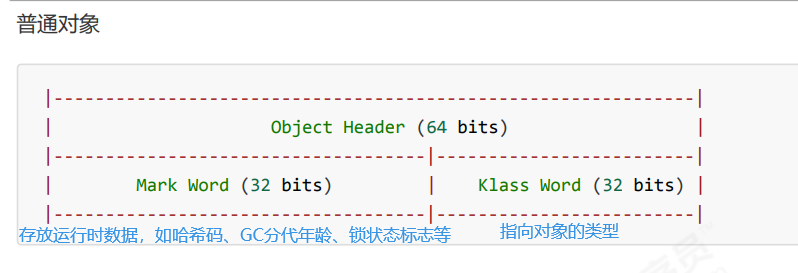 普通对象
|--------------------------------------------------------------|
| Object Header (64 bits) |
|------------------------------------|-------------------------|
| Mark Word (32 bits) | Klass Word (32 bits) |
|------------------------------------|-------------------------|
存放运行时数据，如哈希码、GC分代年龄、锁状态标志等 指向对象的类型